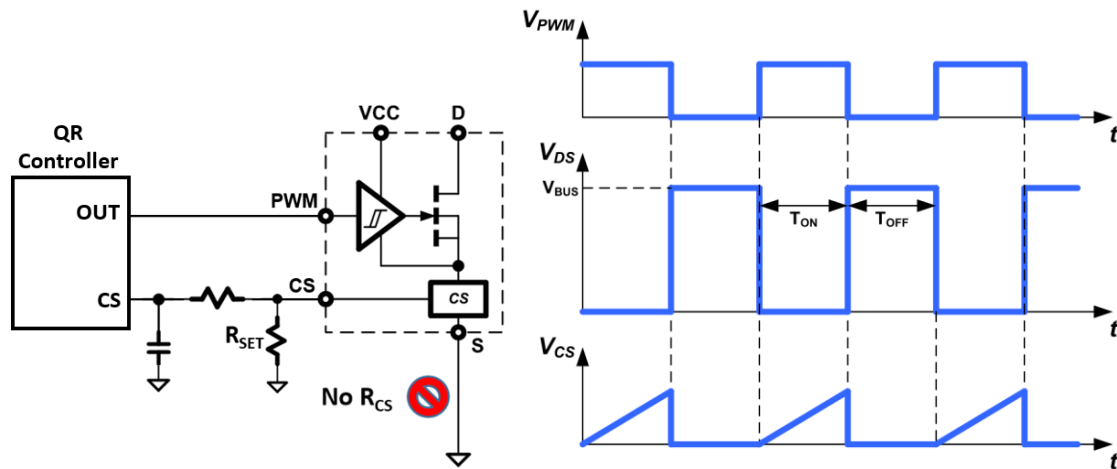 QR
Controller
OUT
CS
VCC
D
PWM
CS
CS
S
RSET
No RCS
VPWM
t
VDS
VBUS
TON
TOFF
t
VCS
t